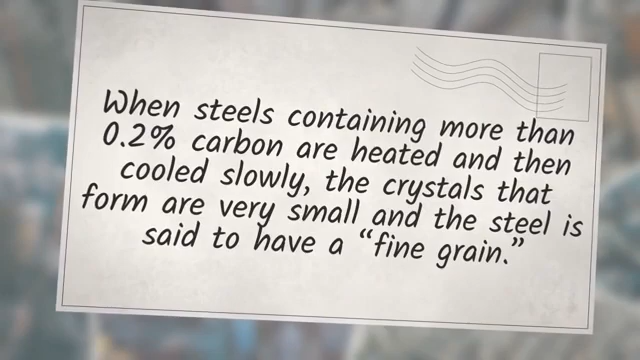 When steels containing more than
0.2% carbon are heated and then
cooled slowly, the crystals that
form are very small and the steel is
said to have a “fine grain.”